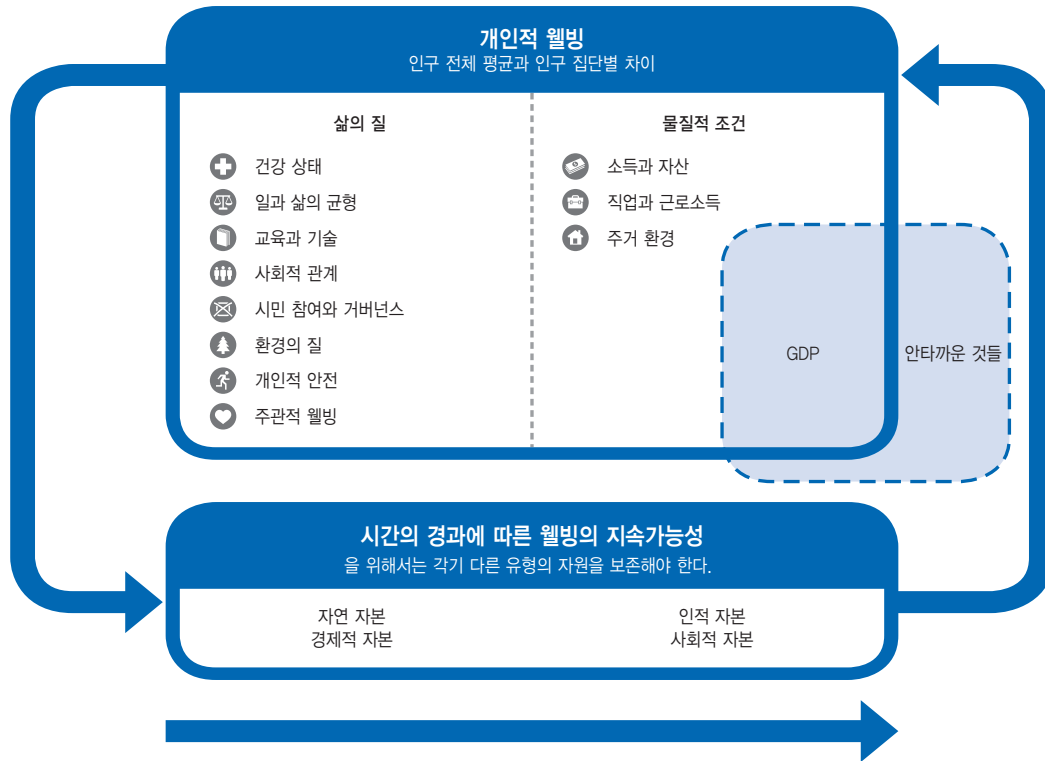 개인적 웰빙
인구 전체 평균과 인구 집단별 차이
삶의 질
건강 상태
일과 삶의 균형
교육과 기술
사회적 관계
시민 참여와 거버넌스
환경의 질
개인적 안전
주관적 웰빙
물질적 조건
소득과 자산
직업과 근로소득
주거 환경
GDP
안타까운 것들
시간의 경과에 따른 웰빙의 지속가능성
을 위해서는 각기 다른 유형의 자원을 보존해야 한다.
자연 자본
경제적 자본
인적 자본
사회적 자본